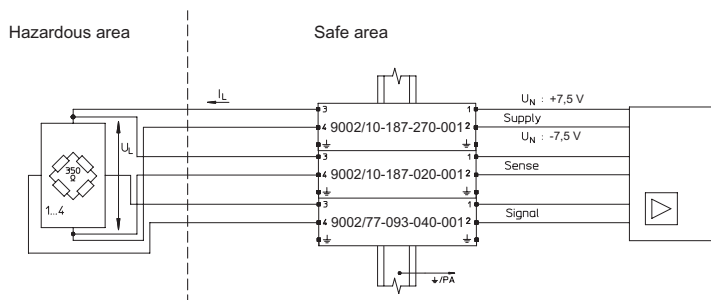 Hazardous area
Safe area
I_L
U_N : +7,5 V
Supply
U_N : -7,5 V
3 1
4 9002/10-187-270-001 2
3 1
4 9002/10-187-020-001 2
Sense
3 1
4 9002/77-093-040-001 2
Signal
350
Ω
U_L
1...4
⏚/PA